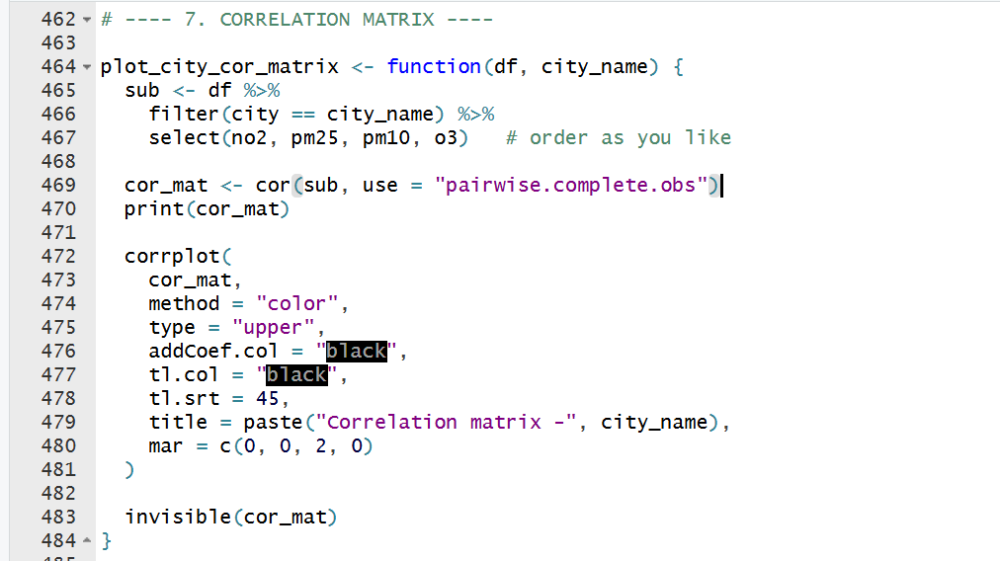 462 # ---- 7. CORRELATION MATRIX ----
463
464 plot_city_cor_matrix <- function(df, city_name) {
465   sub <- df %>%
466     filter(city == city_name) %>%
467     select(no2, pm25, pm10, o3)   # order as you like
468
469   cor_mat <- cor(sub, use = "pairwise.complete.obs")
470   print(cor_mat)
471
472   corrplot(
473     cor_mat,
474     method = "color",
475     type = "upper",
476     addCoef.col = "black",
477     tl.col = "black",
478     tl.srt = 45,
479     title = paste("Correlation matrix -", city_name),
480     mar = c(0, 0, 2, 0)
481   )
482
483   invisible(cor_mat)
484 }